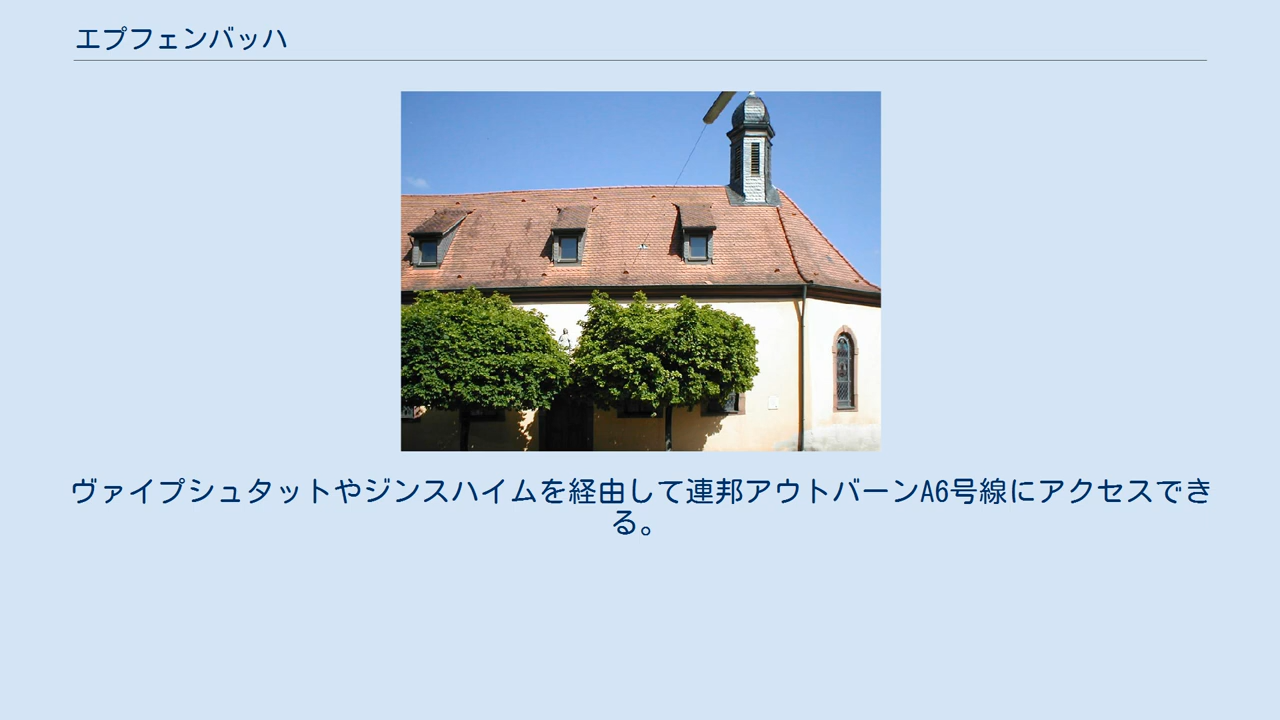 エプフェンバッハ
ヴァイプシュタットやジンスハイムを経由して連邦アウトバーンA6号線にアクセスでき
る。